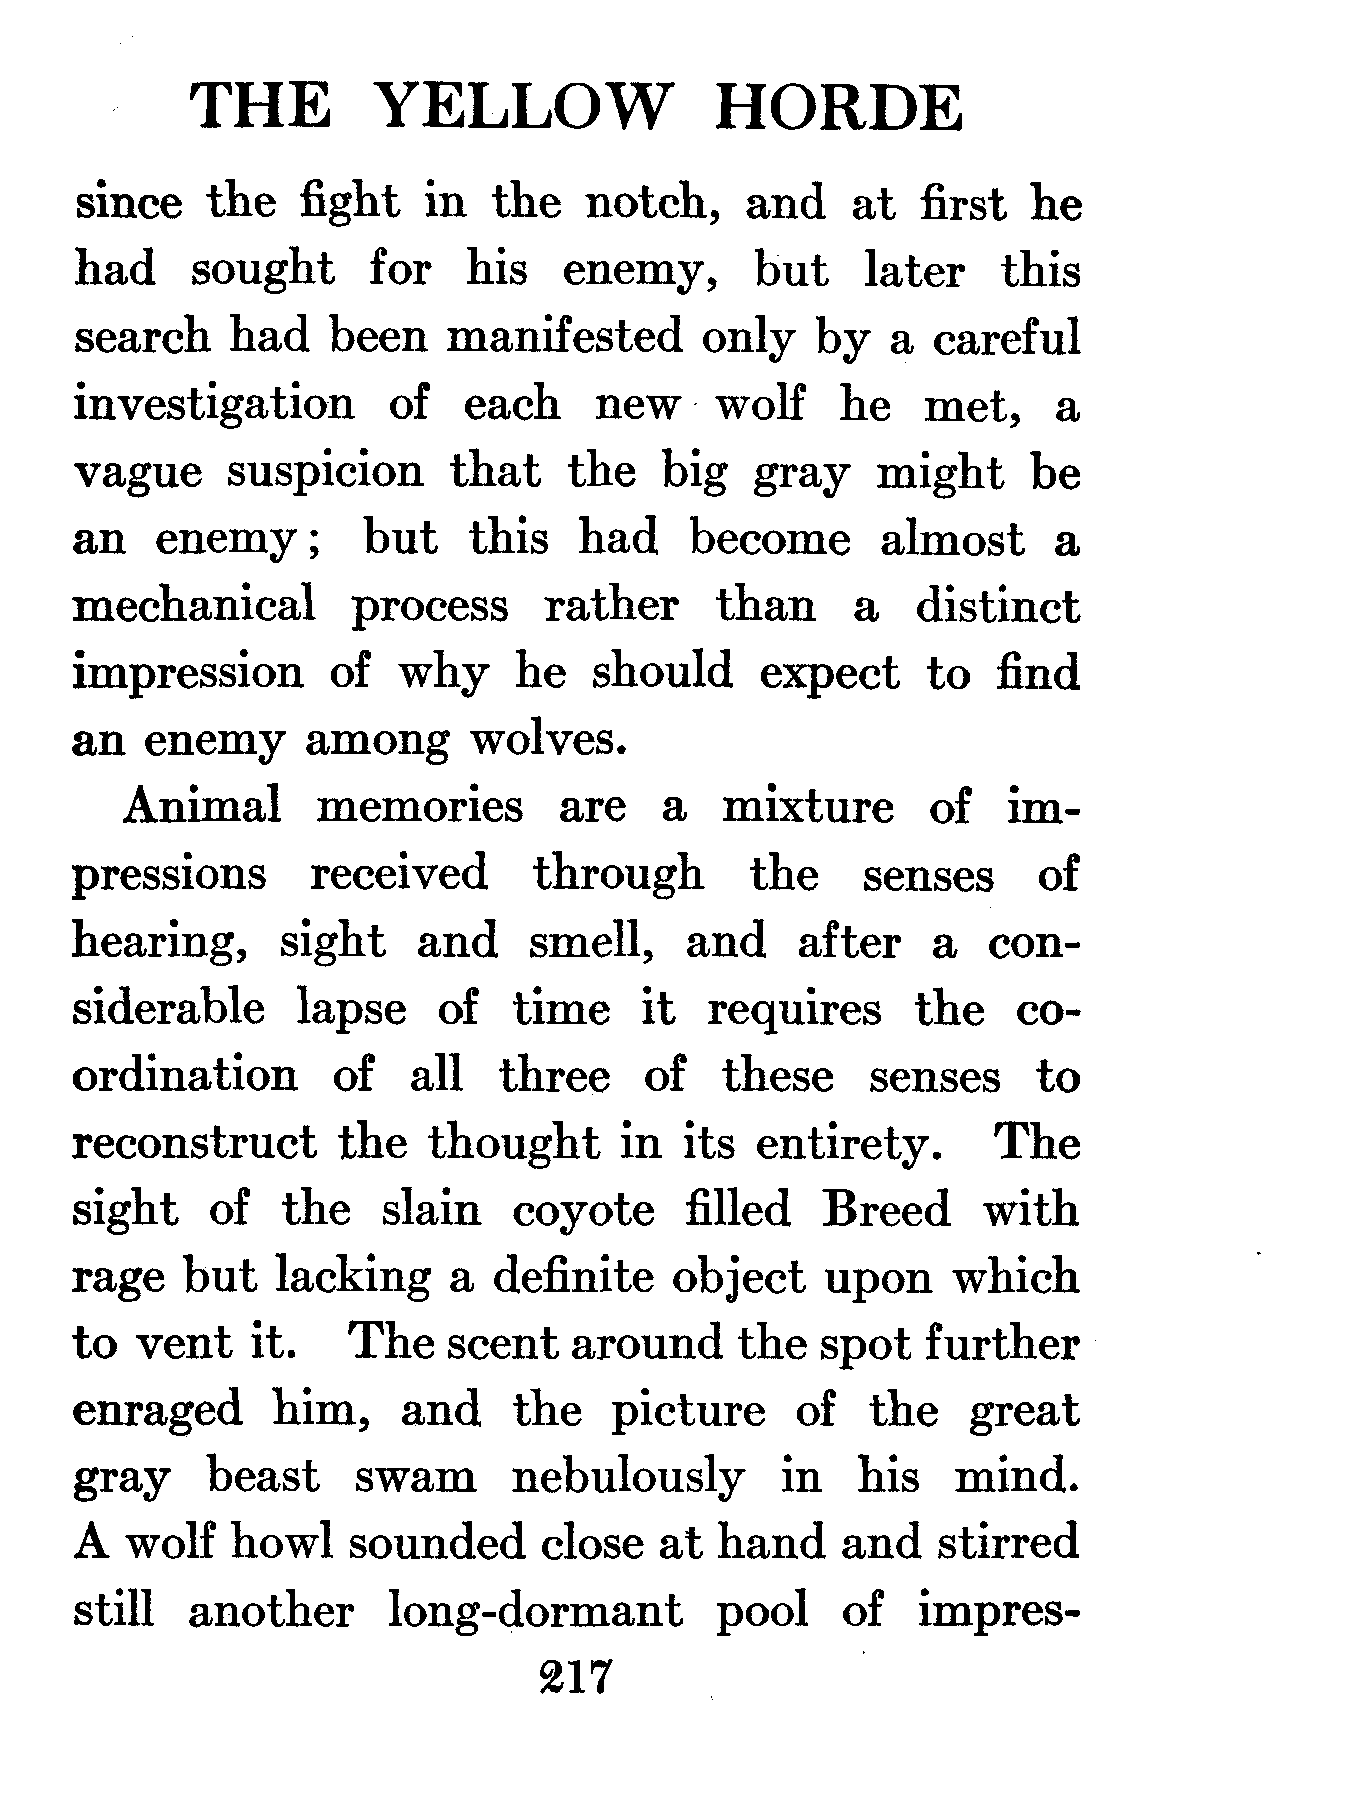 THE YELLOW HORDE
since the fight in the notch, and at first he
had sought for his enemy, but later this
search had been manifested only by a careful
investigation of each new wolf he met, a
vague suspicion that the big gray might be
an enemy; but this had become almost a
mechanical process rather than a distinct
impression of why he should expect to find
an enemy among wolves.
Animal memories are a mixture of im-
pressions received through the senses of
hearing, sight and smell, and after a con-
siderable lapse of time it requires the co-
ordination of all three of these senses to
reconstruct the thought in its entirety. The
sight of the slain coyote filled Breed with
rage but lacking a definite object upon which
to vent it. The scent around the spot further
enraged him, and the picture of the great
gray beast swam nebulously in his mind.
A wolf howl sounded close at hand and stirred
still another long-dormant pool of impres-
217